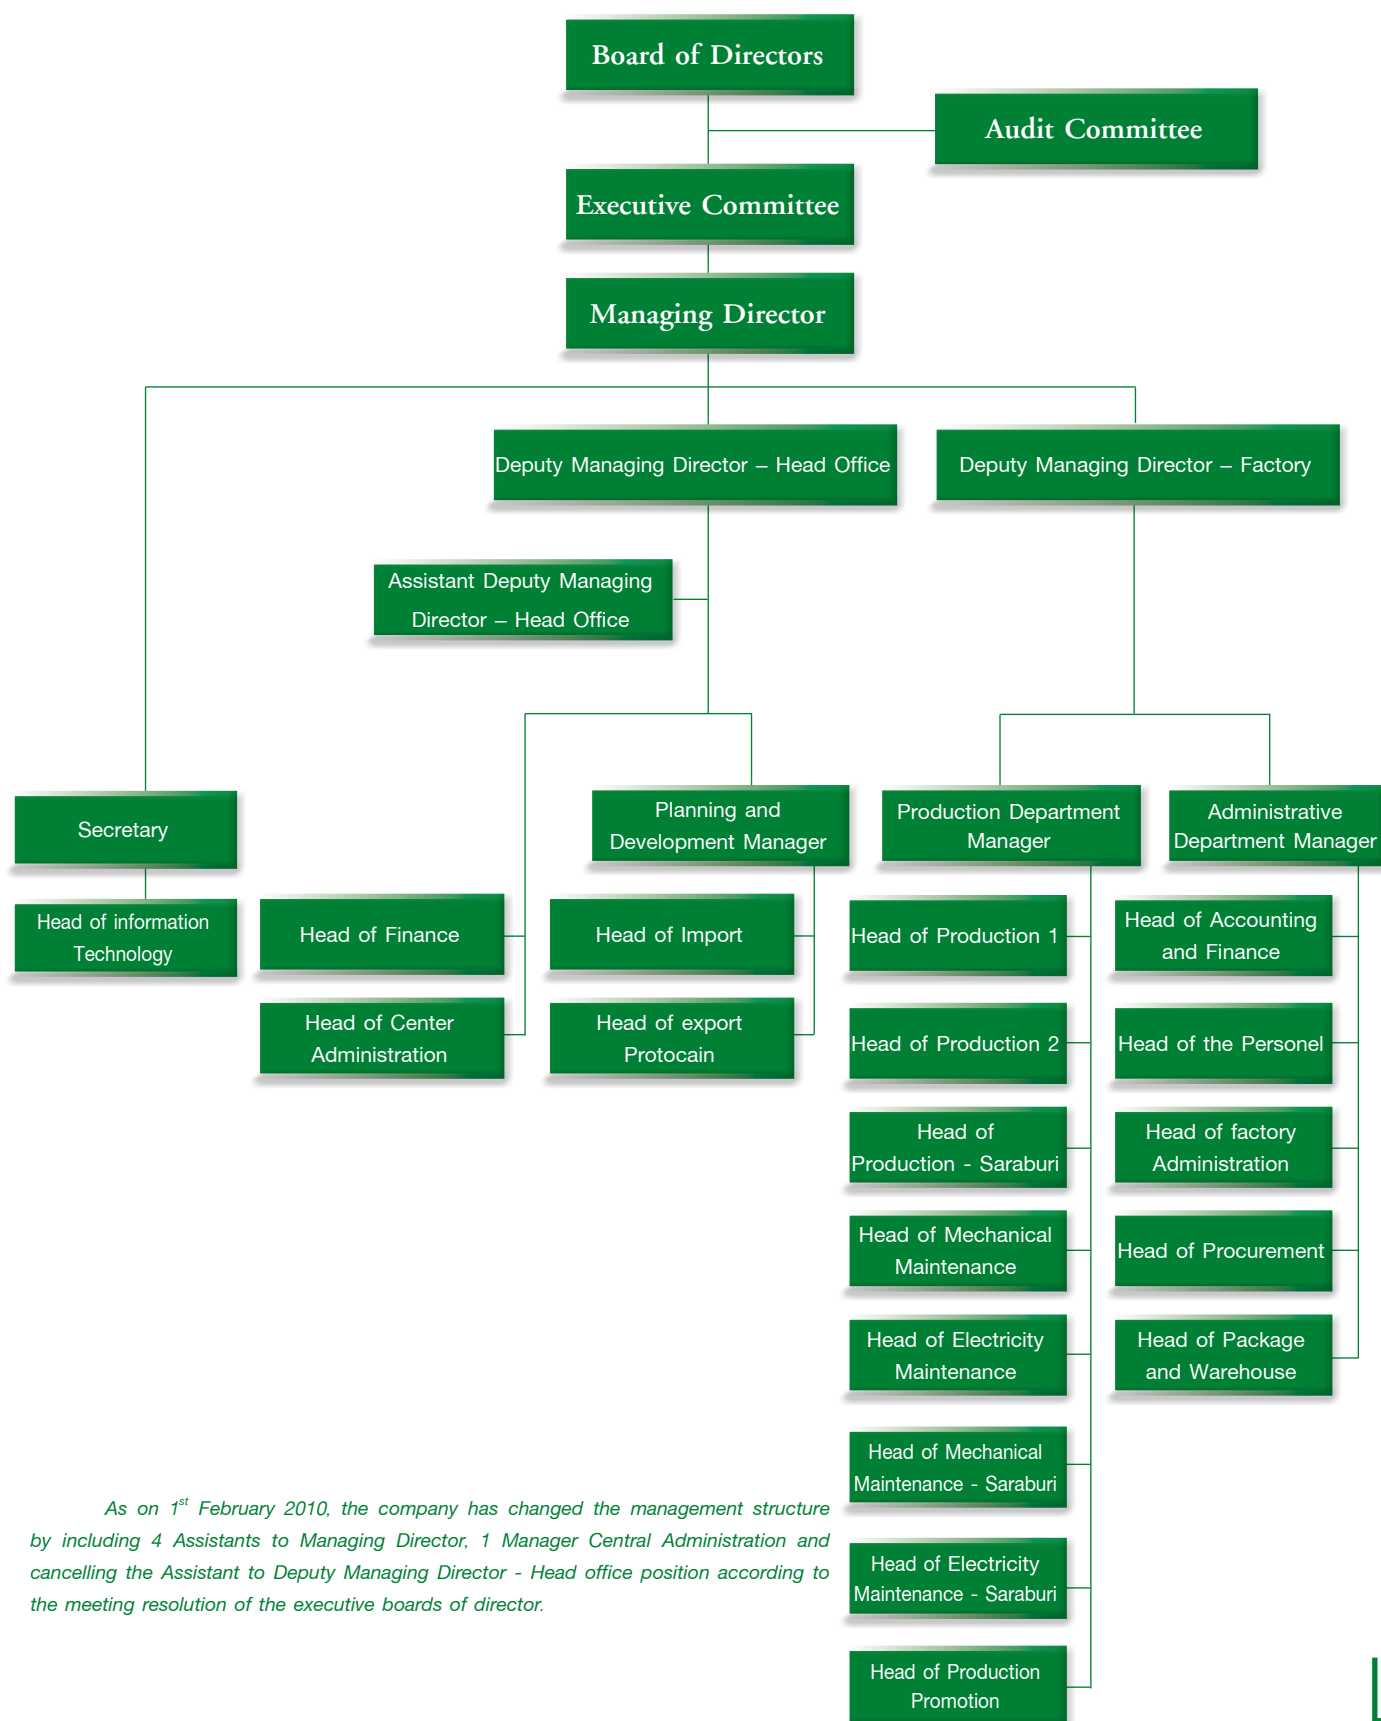 Board of Directors
Audit Committee
Executive Committee
Managing Director
Deputy Managing Director – Head Office
Deputy Managing Director – Factory
Assistant Deputy Managing
Director – Head Office
Secretary
Head of information
Technology
Head of Finance
Head of Center
Administration
Planning and
Development Manager
Head of Import
Head of export
Protocain
Production Department
Manager
Head of Production 1
Head of Production 2
Head of
Production - Saraburi
Head of Mechanical
Maintenance
Head of Electricity
Maintenance
Head of Mechanical
Maintenance - Saraburi
Head of Electricity
Maintenance - Saraburi
Head of Production
Promotion
Administrative
Department Manager
Head of Accounting
and Finance
Head of the Personel
Head of factory
Administration
Head of Procurement
Head of Package
and Warehouse
As on 1st February 2010, the company has changed the management structure
by including 4 Assistants to Managing Director, 1 Manager Central Administration and
cancelling the Assistant to Deputy Managing Director - Head office position according to
the meeting resolution of the executive boards of director.